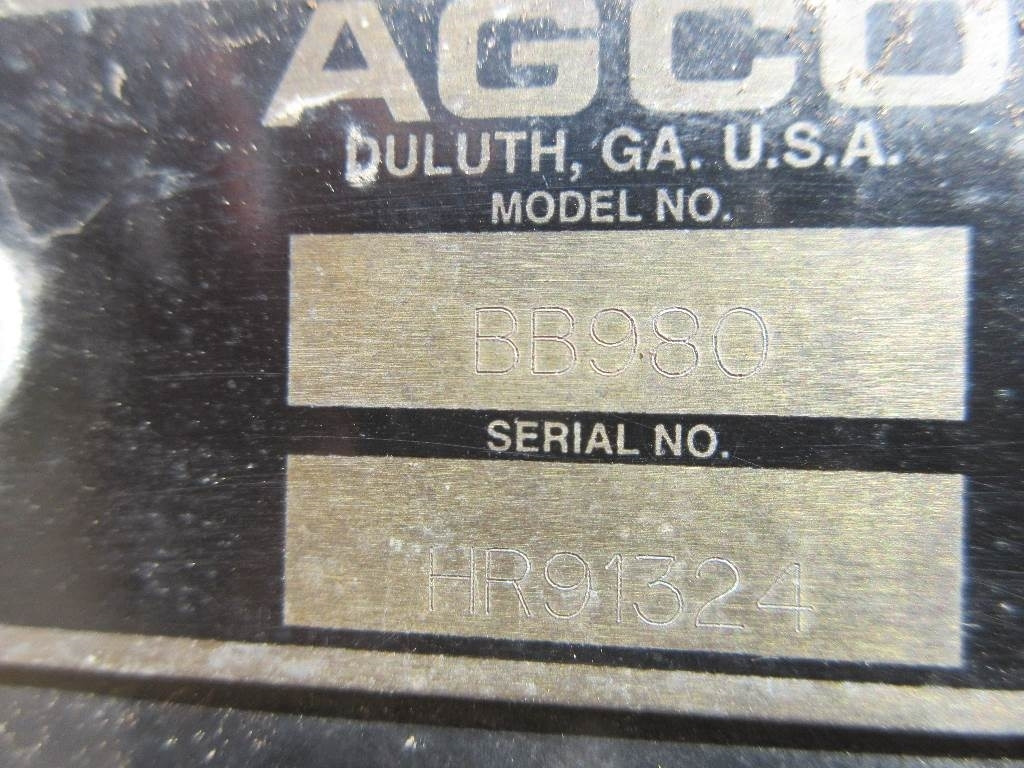 AGCO
DULUTH, GA. U.S.A.
MODEL NO.
BB980
SERIAL NO.
HR91324